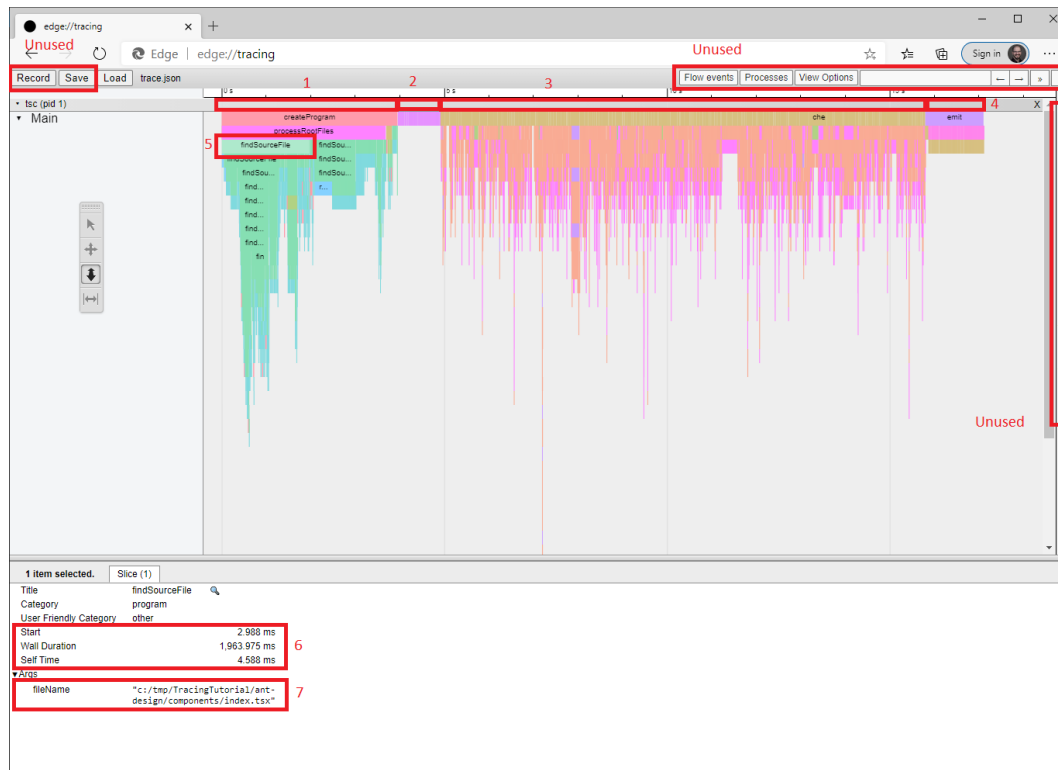 edge://tracing
Unused
Edge
edge://tracing
Unused
Sign in
Record Save Load trace.json
Flow events Processes View Options
1 2 3 4
0 s 5 s
tsc (pid 1) X
Main
createProgram che emit
processRootFiles
5 findSourceFile findSou...
findSourceFile findSou...
findSou... findSou...
find... r...
find...
find...
find...
find...
fin
Unused
1 item selected. Slice (1)
Title findSourceFile
Category program
User Friendly Category other
Start 2.988 ms
Wall Duration 1,963.975 ms 6
Self Time 4.588 ms
Args
fileName "c:/tmp/TracingTutorial/ant- 7
design/components/index.tsx"